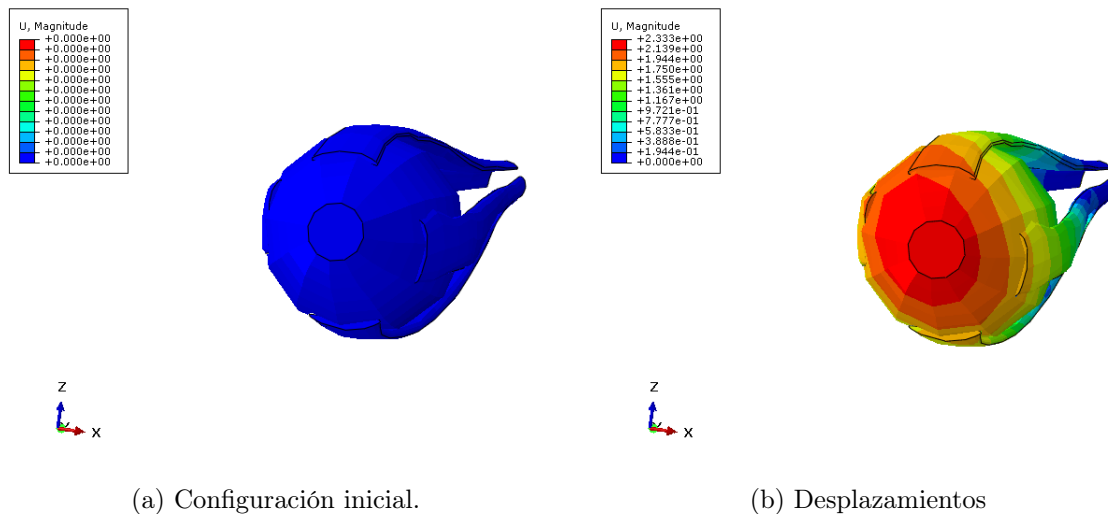 U, Magnitude
+0.000e+00
+0.000e+00
+0.000e+00
+0.000e+00
+0.000e+00
+0.000e+00
+0.000e+00
+0.000e+00
+0.000e+00
+0.000e+00
+0.000e+00
+0.000e+00
+0.000e+00
Z
Y
X
(a) Configuración inicial.
U, Magnitude
+2.333e+00
+2.139e+00
+1.944e+00
+1.750e+00
+1.555e+00
+1.361e+00
+1.167e+00
+9.721e-01
+7.777e-01
+5.833e-01
+3.888e-01
+1.944e-01
+0.000e+00
Z
Y
X
(b) Desplazamientos